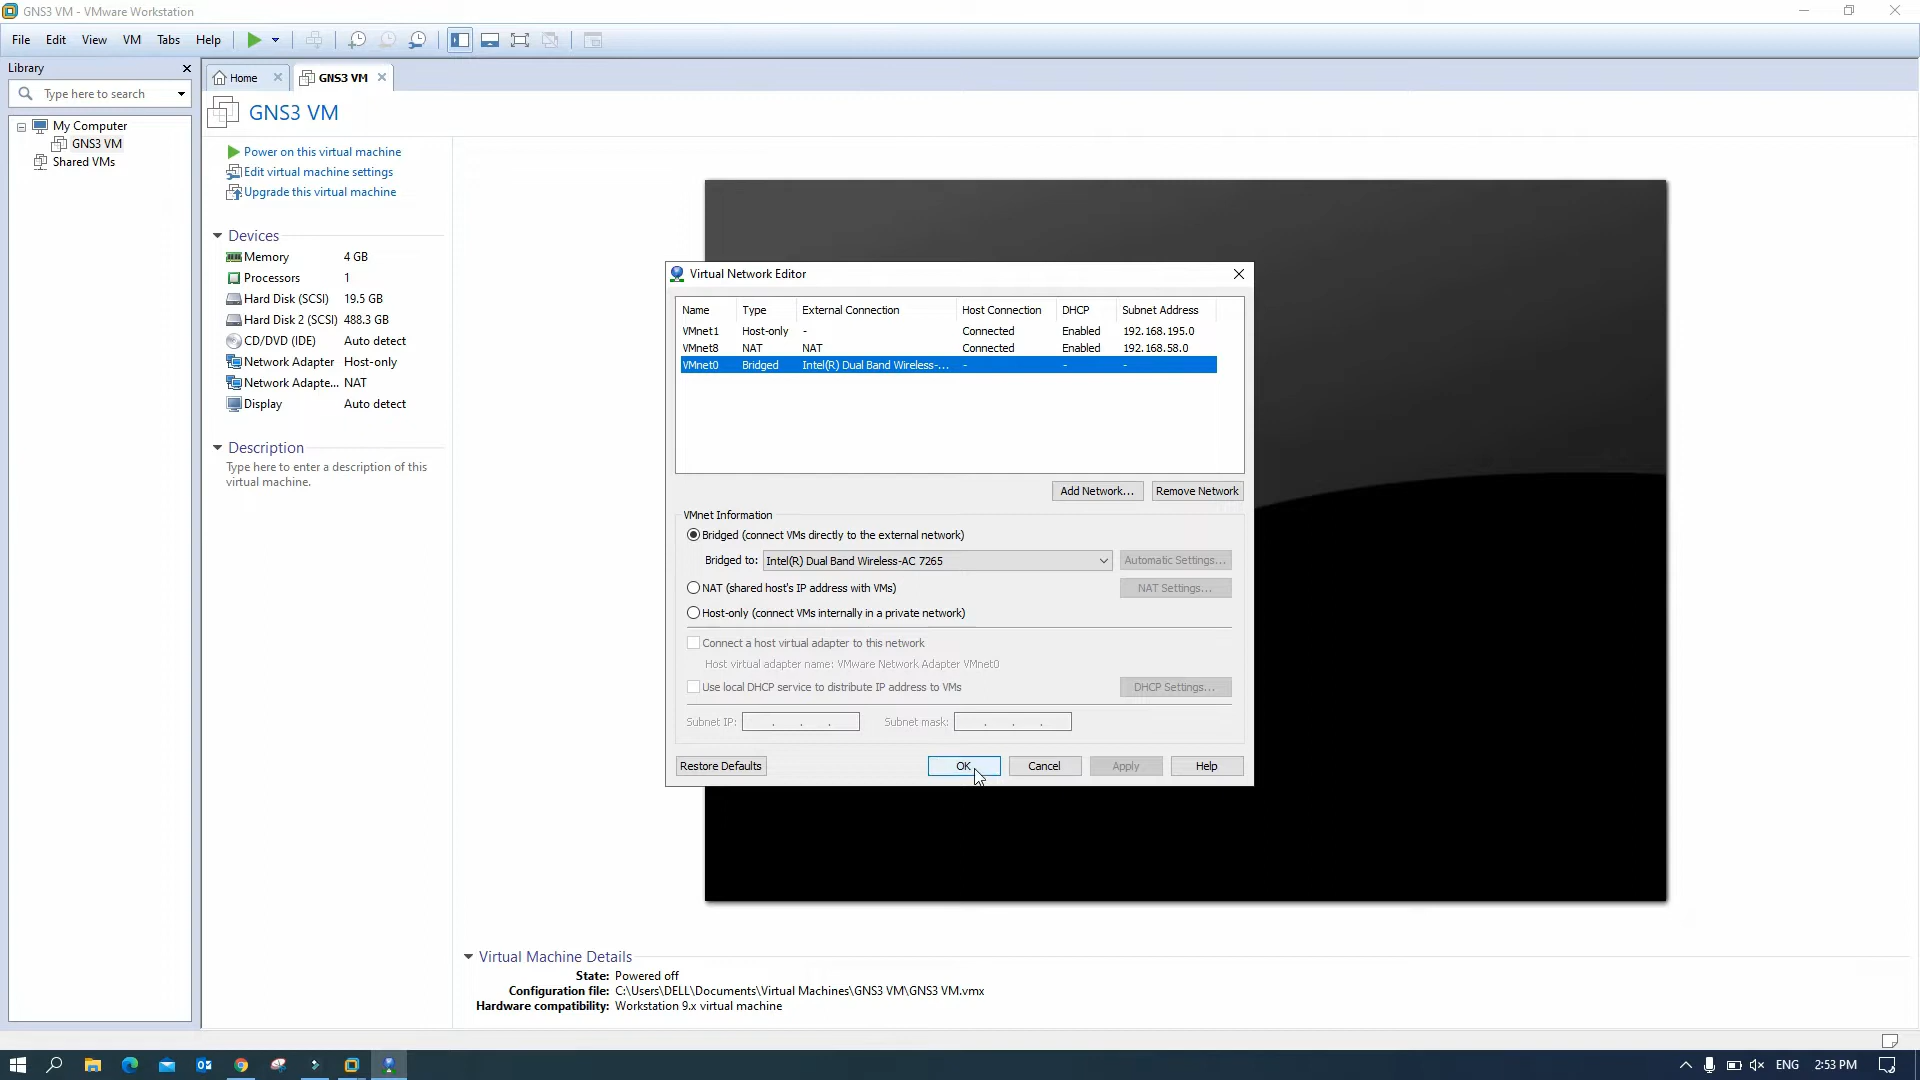 GNS3 VM - VMware Workstation
File Edit View VM Tabs Help
Library
Type here to search
My Computer
GNS3 VM
Shared VMs
Home
GNS3 VM
GNS3 VM
Power on this virtual machine
Edit virtual machine settings
Upgrade this virtual machine
Devices
Memory 4 GB
Processors 1
Hard Disk (SCSI) 19.5 GB
Hard Disk 2 (SCSI) 488.3 GB
CD/DVD (IDE) Auto detect
Network Adapter Host-only
Network Adapte... NAT
Display Auto detect
Description
Type here to enter a description of this
virtual machine.
Virtual Network Editor
Name Type External Connection Host Connection DHCP Subnet Address
VMnet1 Host-only - Connected Enabled 192.168.195.0
VMnet8 NAT NAT Connected Enabled 192.168.58.0
VMnet0 Bridged Intel(R) Dual Band Wireless-... - - -
Add Network... Remove Network
VMnet Information
Bridged (connect VMs directly to the external network)
Bridged to: Intel(R) Dual Band Wireless-AC 7265 Automatic Settings...
NAT (shared host's IP address with VMs) NAT Settings...
Host-only (connect VMs internally in a private network)
Connect a host virtual adapter to this network
Host virtual adapter name: VMware Network Adapter VMnet0
Use local DHCP service to distribute IP address to VMs DHCP Settings...
Subnet IP: . . . Subnet mask: . . .
Restore Defaults OK Cancel Apply Help
Virtual Machine Details
State: Powered off
Configuration file: C:\Users\DELL\Documents\Virtual Machines\GNS3 VM\GNS3 VM.vmx
Hardware compatibility: Workstation 9.x virtual machine
ENG 2:53 PM